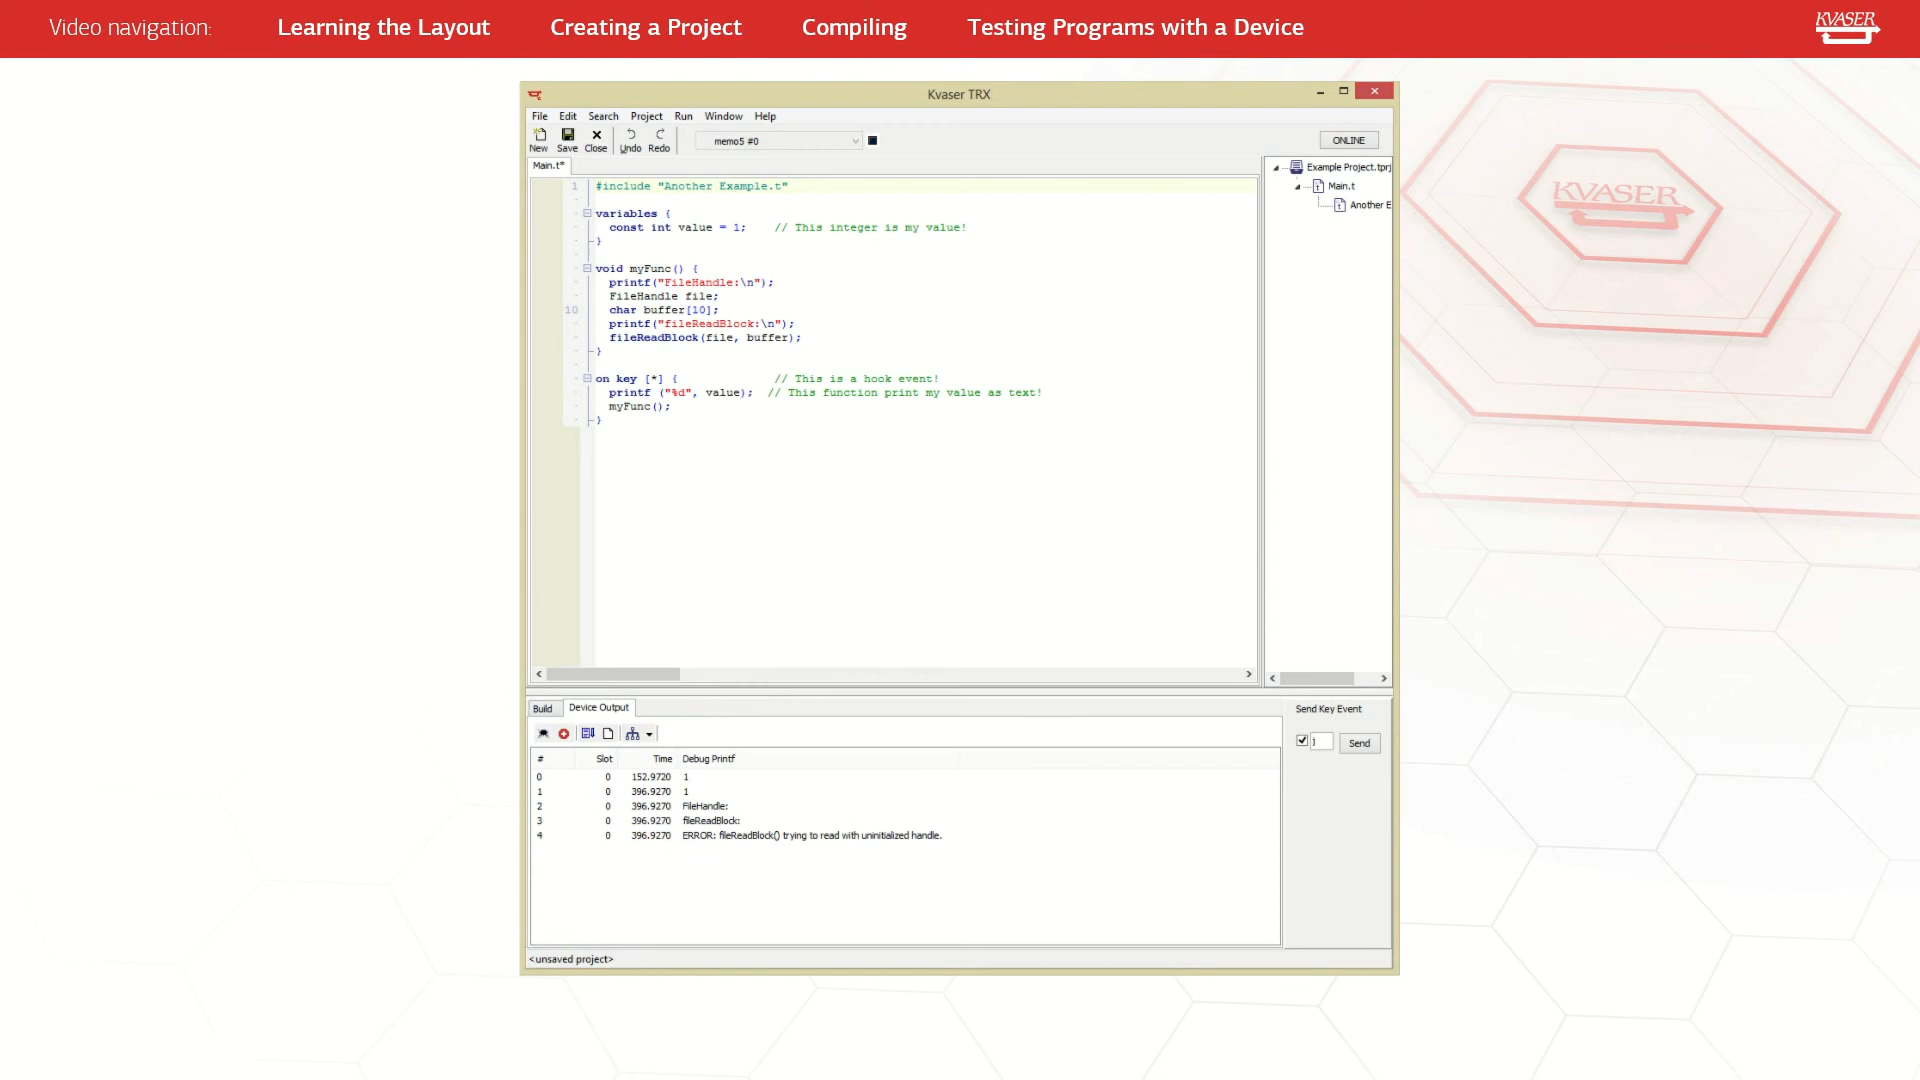 Video navigation: Learning the Layout Creating a Project Compiling Testing Programs with a Device KVASER
Kvaser TRX
File Edit Search Project Run Window Help
New Save Close Undo Redo memo5 #0 ONLINE
Main.t*
1 #include "Another Example.t"
variables {
const int value = 1; // This integer is my value!
}
void myFunc() {
printf("FileHandle:\n");
FileHandle file;
10 char buffer[10];
printf("fileReadBlock:\n");
fileReadBlock(file, buffer);
}
on key [*] { // This is a hook event!
printf ("%d", value); // This function print my value as text!
myFunc();
}
Example Project.tprj
Main.t
Another E
KVASER
Build Device Output
# Slot Time Debug Printf
0 0 152.9720 1
1 0 396.9270 1
2 0 396.9270 FileHandle:
3 0 396.9270 fileReadBlock:
4 0 396.9270 ERROR: fileReadBlock() trying to read with uninitialized handle.
Send Key Event
j Send
<unsaved project>